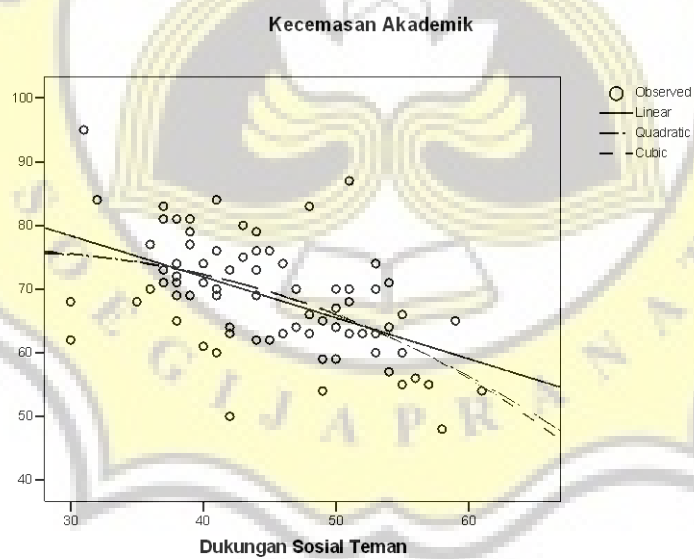 Kecemasan Akademik
100
90
80
70
60
50
40
30
40
50
60
Observed
Linear
Quadratic
Cubic
Dukungan Sosial Teman
SOEGIJAPRANATA